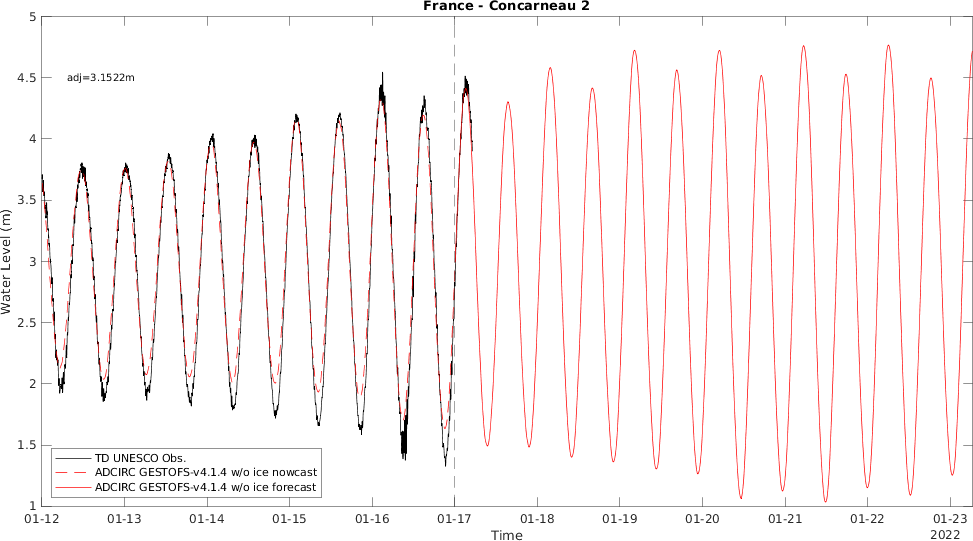 France - Concarneau 2
5
4.5
4
3.5
3
2.5
2
1.5
1
Water Level (m)
adj=3.1522m
TD UNESCO Obs.
ADCIRC GESTOFS-v4.1.4 w/o ice nowcast
ADCIRC GESTOFS-v4.1.4 w/o ice forecast
01-12 01-13 01-14 01-15 01-16 01-17 01-18 01-19 01-20 01-21 01-22 01-23
Time 2022